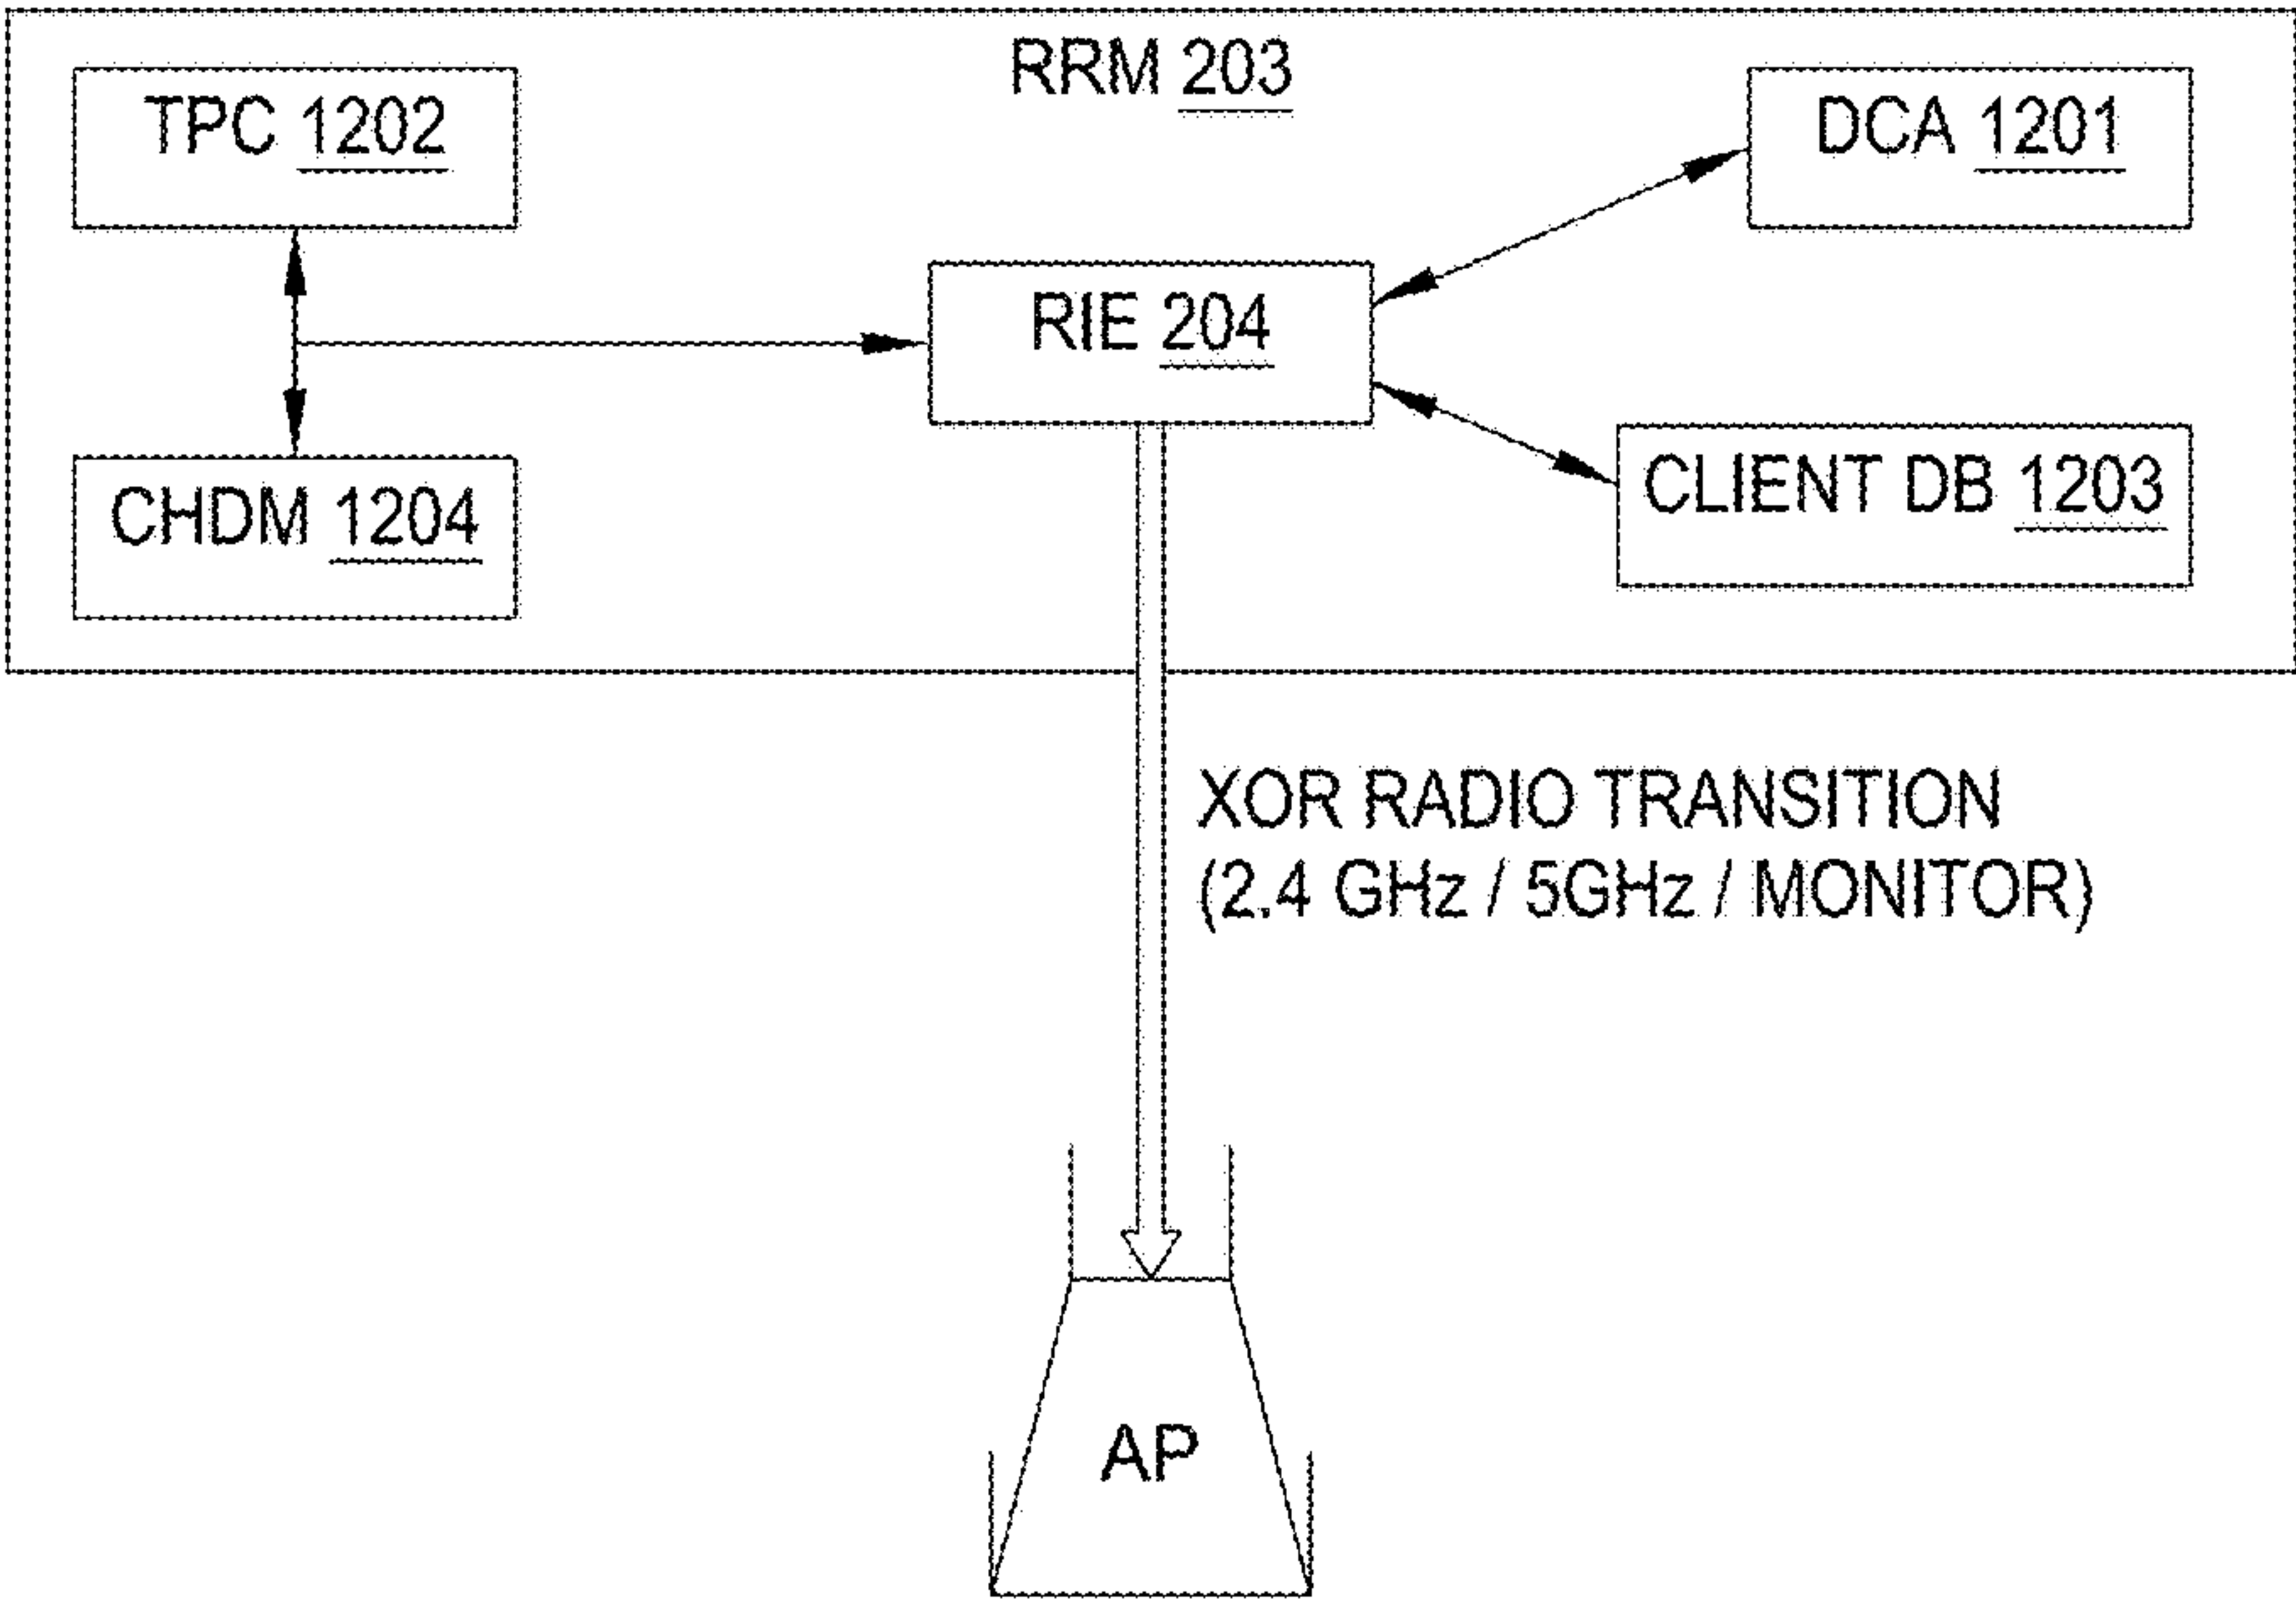 RRM 203
TPC 1202
DCA 1201
RIE 204
CHDM 1204
CLIENT DB 1203
XOR RADIO TRANSITION
(2.4 GHz / 5GHz / MONITOR)
AP